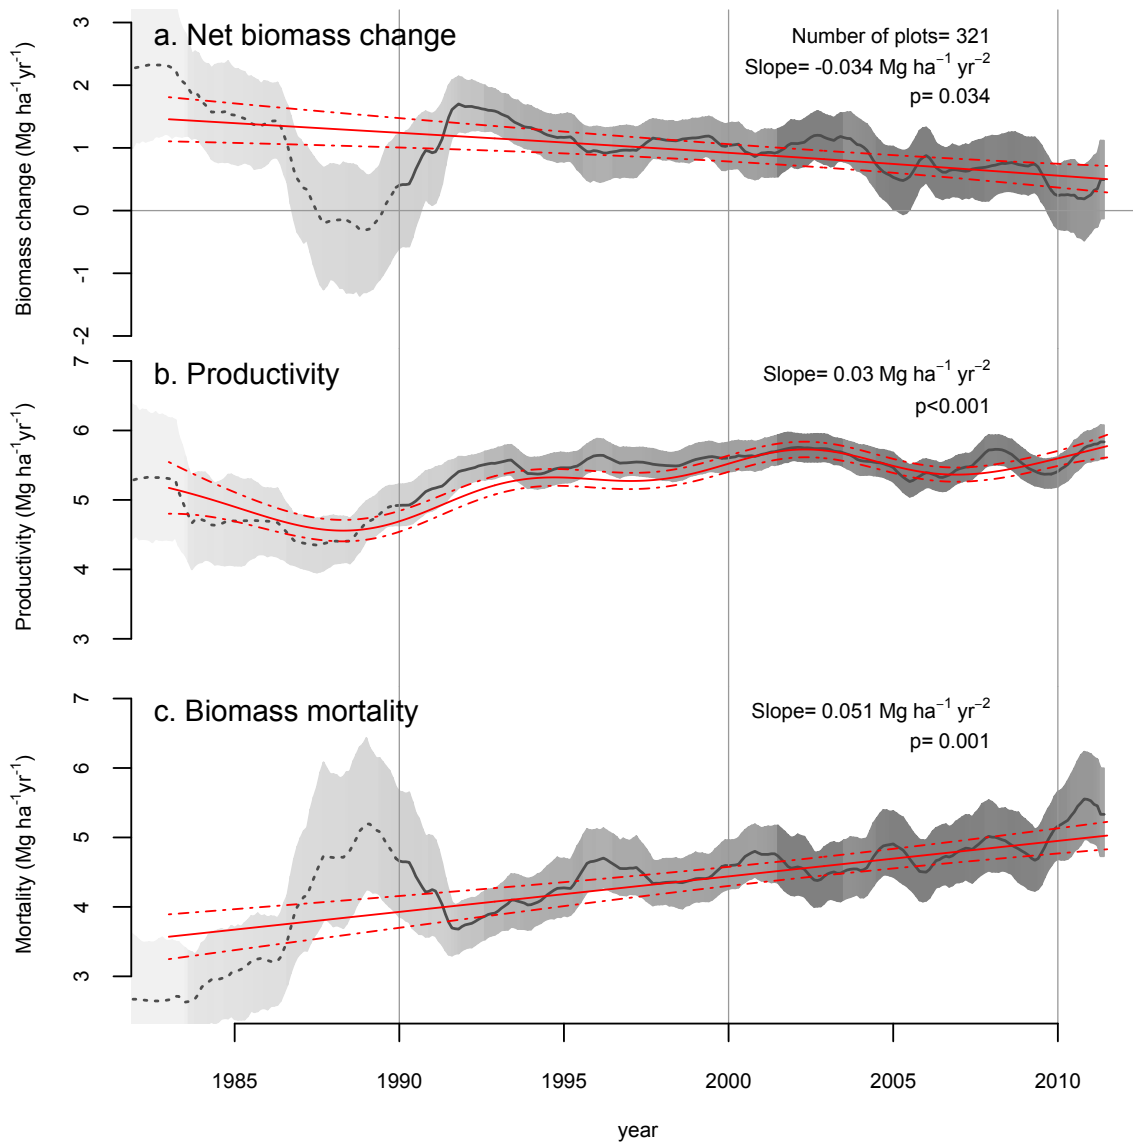 a. Net biomass change
Number of plots= 321
Slope= -0.034 Mg ha⁻¹ yr⁻²
p= 0.034
Biomass change (Mg ha⁻¹yr⁻¹)
3
2
1
0
-1
-2
b. Productivity
Slope= 0.03 Mg ha⁻¹ yr⁻²
p<0.001
Productivity (Mg ha⁻¹yr⁻¹)
7
6
5
4
3
c. Biomass mortality
Slope= 0.051 Mg ha⁻¹ yr⁻²
p= 0.001
Mortality (Mg ha⁻¹yr⁻¹)
7
6
5
4
3
1985 1990 1995 2000 2005 2010
year